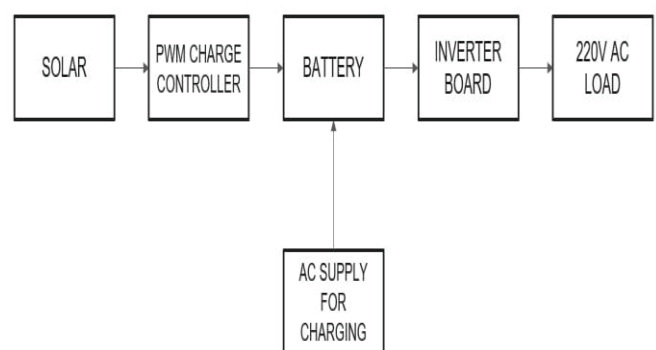 SOLAR
PWM CHARGE
CONTROLLER
BATTERY
INVERTER
BOARD
220V AC
LOAD
AC SUPPLY
FOR
CHARGING